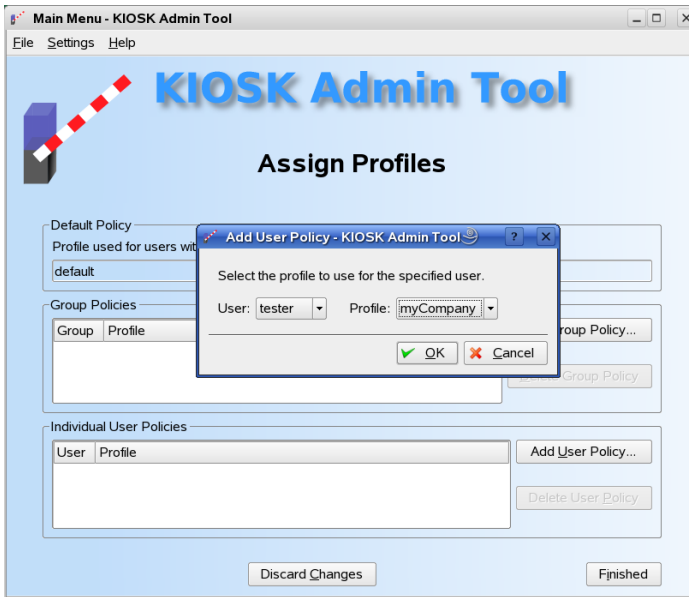 Main Menu - KIOSK Admin Tool
File Settings Help
KIOSK Admin Tool
Assign Profiles
Default Policy
Profile used for users wit
default
Add User Policy - KIOSK Admin Tool
Select the profile to use for the specified user.
User: tester Profile: myCompany
OK Cancel
Group Policies
Group Profile
roup Policy...
Delete Group Policy
Individual User Policies
User Profile
Add User Policy...
Delete User Policy
Discard Changes
Finished